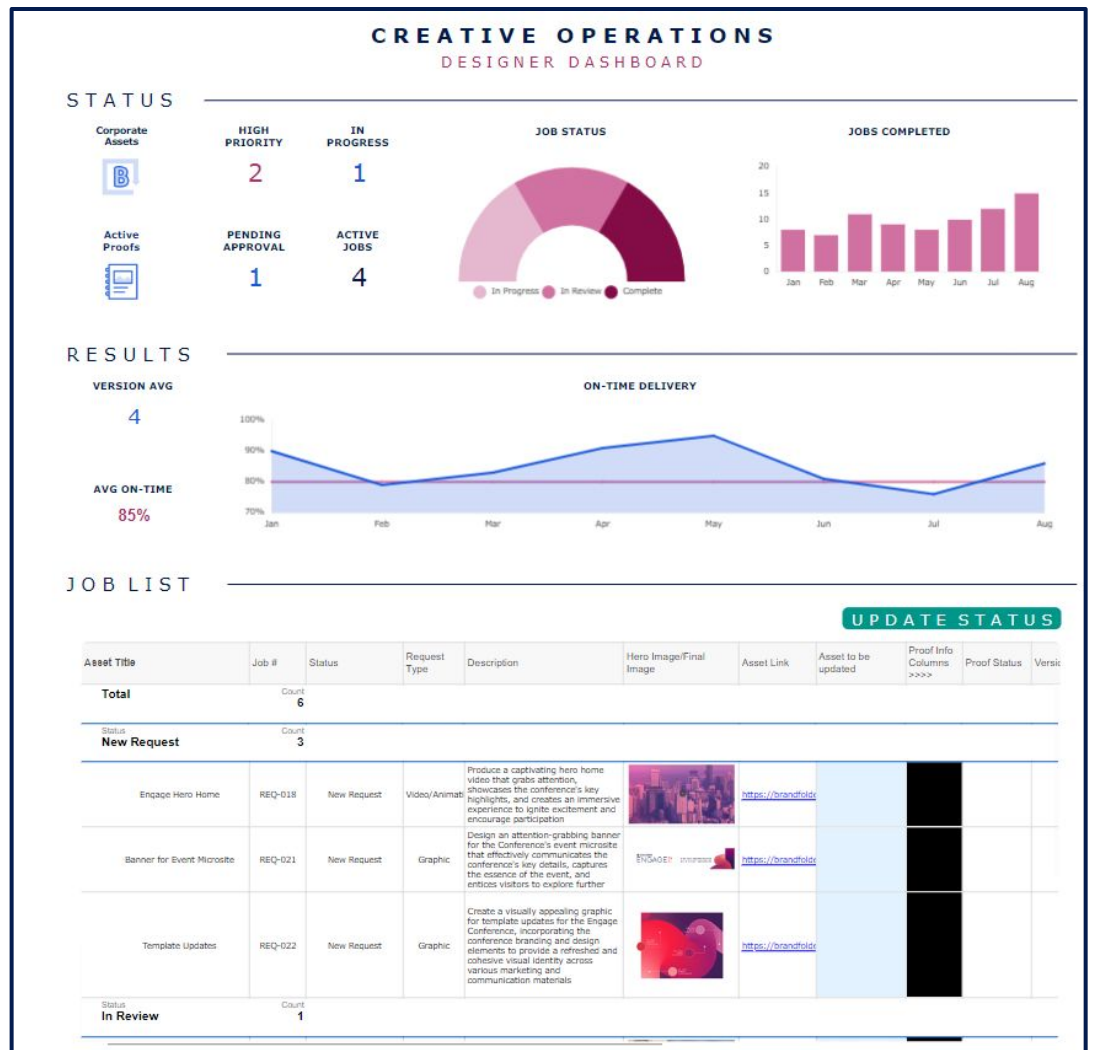 CREATIVE OPERATIONS
DESIGNER DASHBOARD
STATUS
Corporate
Assets
B
HIGH
PRIORITY
2
IN
PROGRESS
1
Active
Proofs
PENDING
APPROVAL
1
ACTIVE
JOBS
4
JOB STATUS
In Progress
In Review
Complete
JOBS COMPLETED
20
15
10
5
0
Jan Feb Mar Apr May Jun Jul Aug
RESULTS
VERSION AVG
4
AVG ON-TIME
85%
ON-TIME DELIVERY
100%
90%
80%
70%
Jan Feb Mar Apr May Jun Jul Aug
JOB LIST
UPDATE STATUS
Asset Title
Job #
Status
Request
Type
Description
Hero Image/Final
Image
Asset Link
Asset to be
updated
Proof Info
Columns
>>>>
Proof Status
Versic
Total
Count
6
Status
New Request
Count
3
Engage Hero Home
REQ-018
New Request
Video/Animati
Produce a captivating hero home
video that grabs attention,
showcases the conference's key
highlights, and creates an immersive
experience to ignite excitement and
encourage participation
https://brandfolde
Banner for Event Microsite
REQ-021
New Request
Graphic
Design an attention-grabbing banner
for the Conference's event microsite
that effectively communicates the
conference's key details, captures
the essence of the event, and
entices visitors to explore further
ENGAGE
https://brandfolde
Template Updates
REQ-022
New Request
Graphic
Create a visually appealing graphic
for template updates for the Engage
Conference, incorporating the
conference branding and design
elements to provide a refreshed and
cohesive visual identity across
various marketing and
communication materials
https://brandfolde
Status
In Review
Count
1